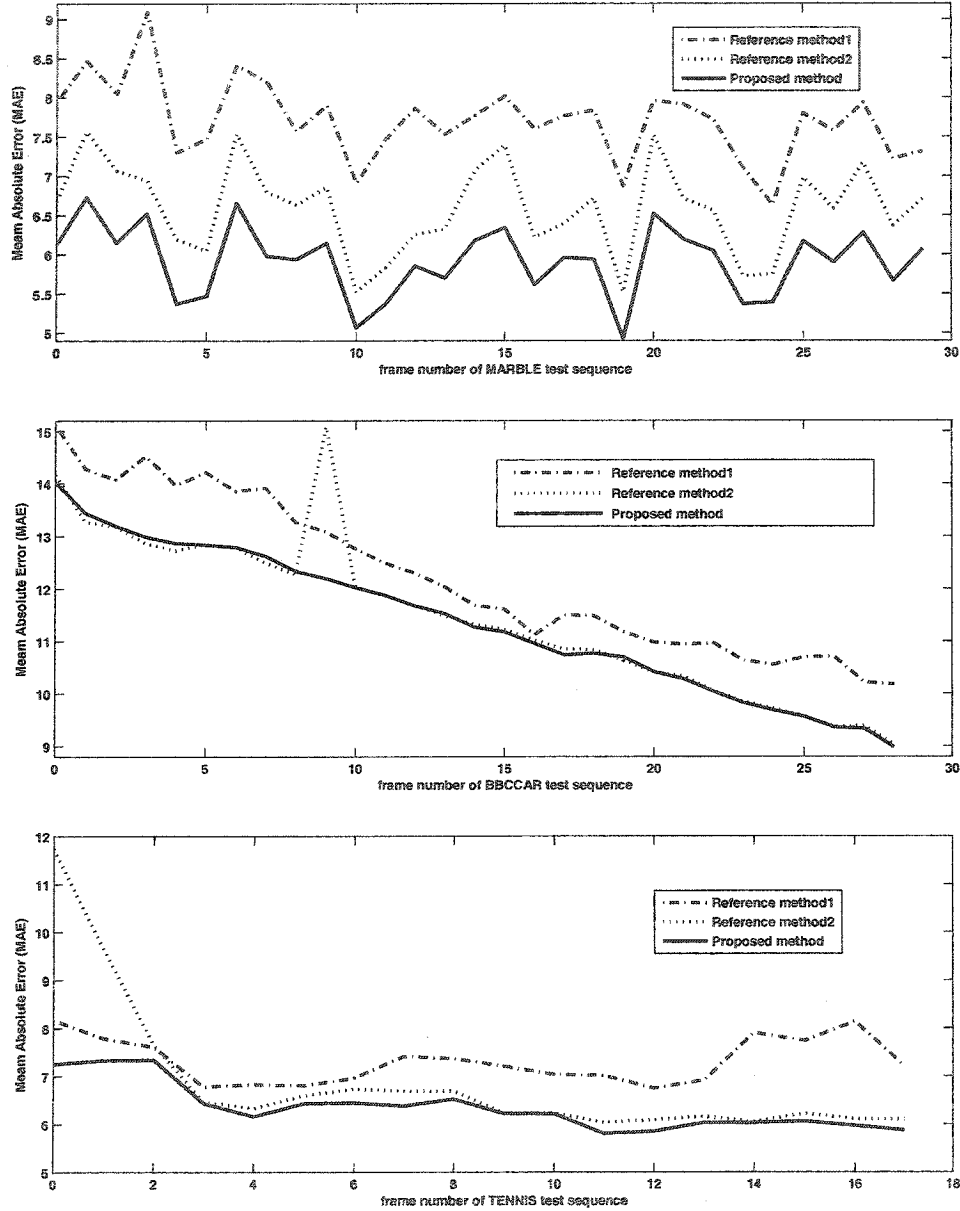 9
8.5
8
7.5
7
6.5
6
5.5
5
Meam Absolute Error (MAE)
Reference method1
Reference method2
Proposed method
0 5 10 15 20 25 30
frame number of MARBLE test sequence
15
14
13
12
11
10
9
Meam Absolute Error (MAE)
Reference method1
Reference method2
Proposed method
0 5 10 15 20 25 30
frame number of BBCCAR test sequence
12
11
10
9
8
7
6
5
Meam Absolute Error (MAE)
Reference method1
Reference method2
Proposed method
0 2 4 6 8 10 12 14 16 18
frame number of TENNIS test sequence